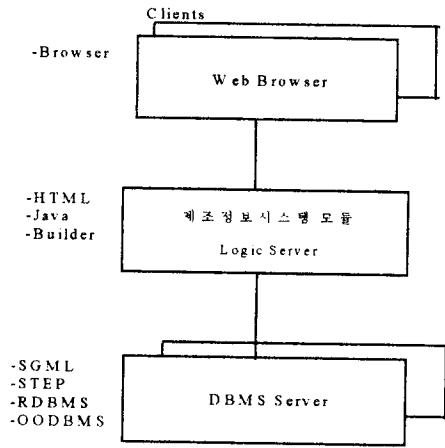 Clients
-Browser
Web Browser
-HTML
-Java
-Builder
제조정보시스템 모듈
Logic Server
-SGML
-STEP
-RDBMS
-OODBMS
DBMS Server